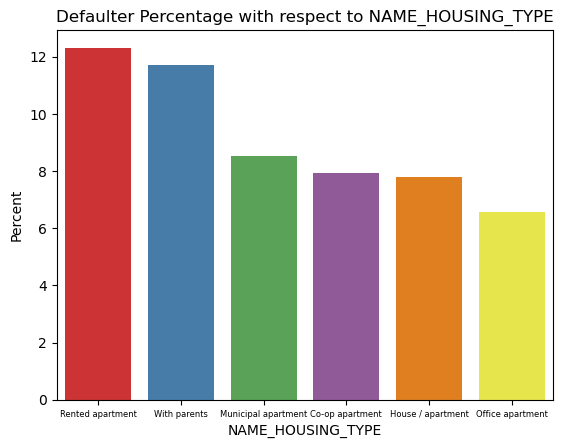 Defaulter Percentage with respect to NAME_HOUSING_TYPE
Percent
12
10
8
6
4
2
0
Rented apartment With parents Municipal apartment Co-op apartment House / apartment Office apartment
NAME_HOUSING_TYPE